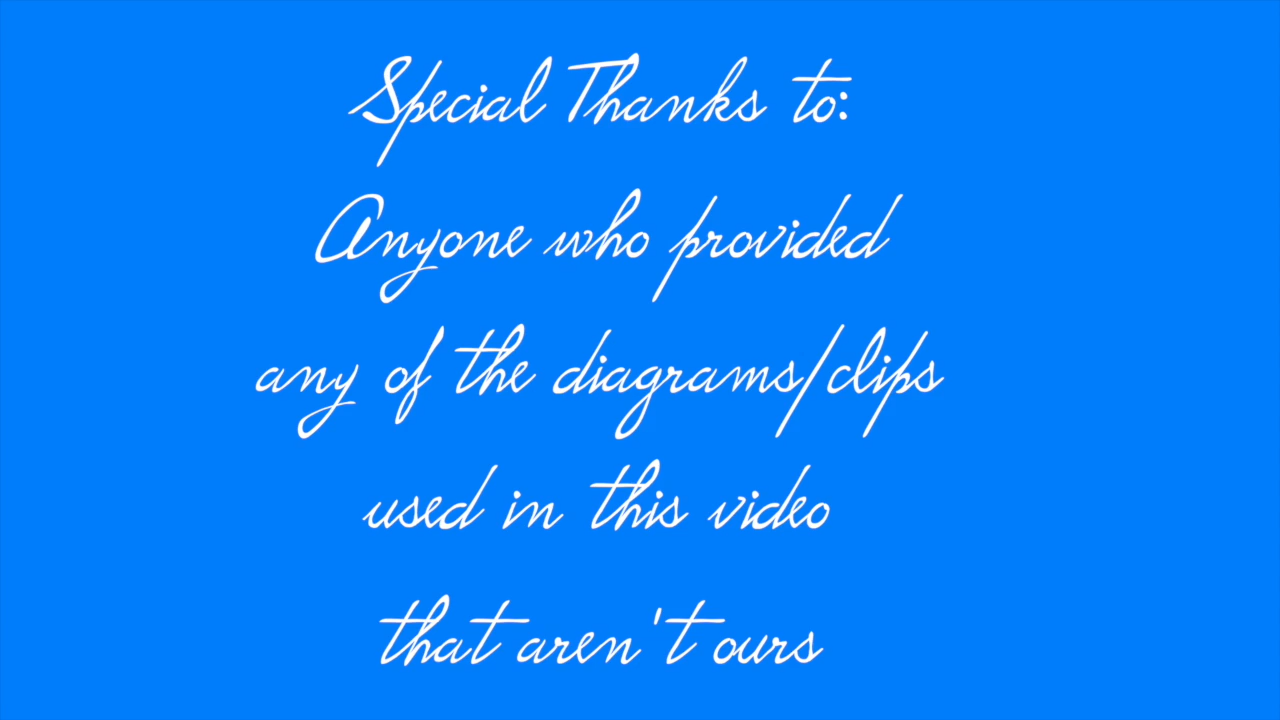 Special Thanks to:
Anyone who provided
any of the diagrams/clips
used in this video
that aren't ours